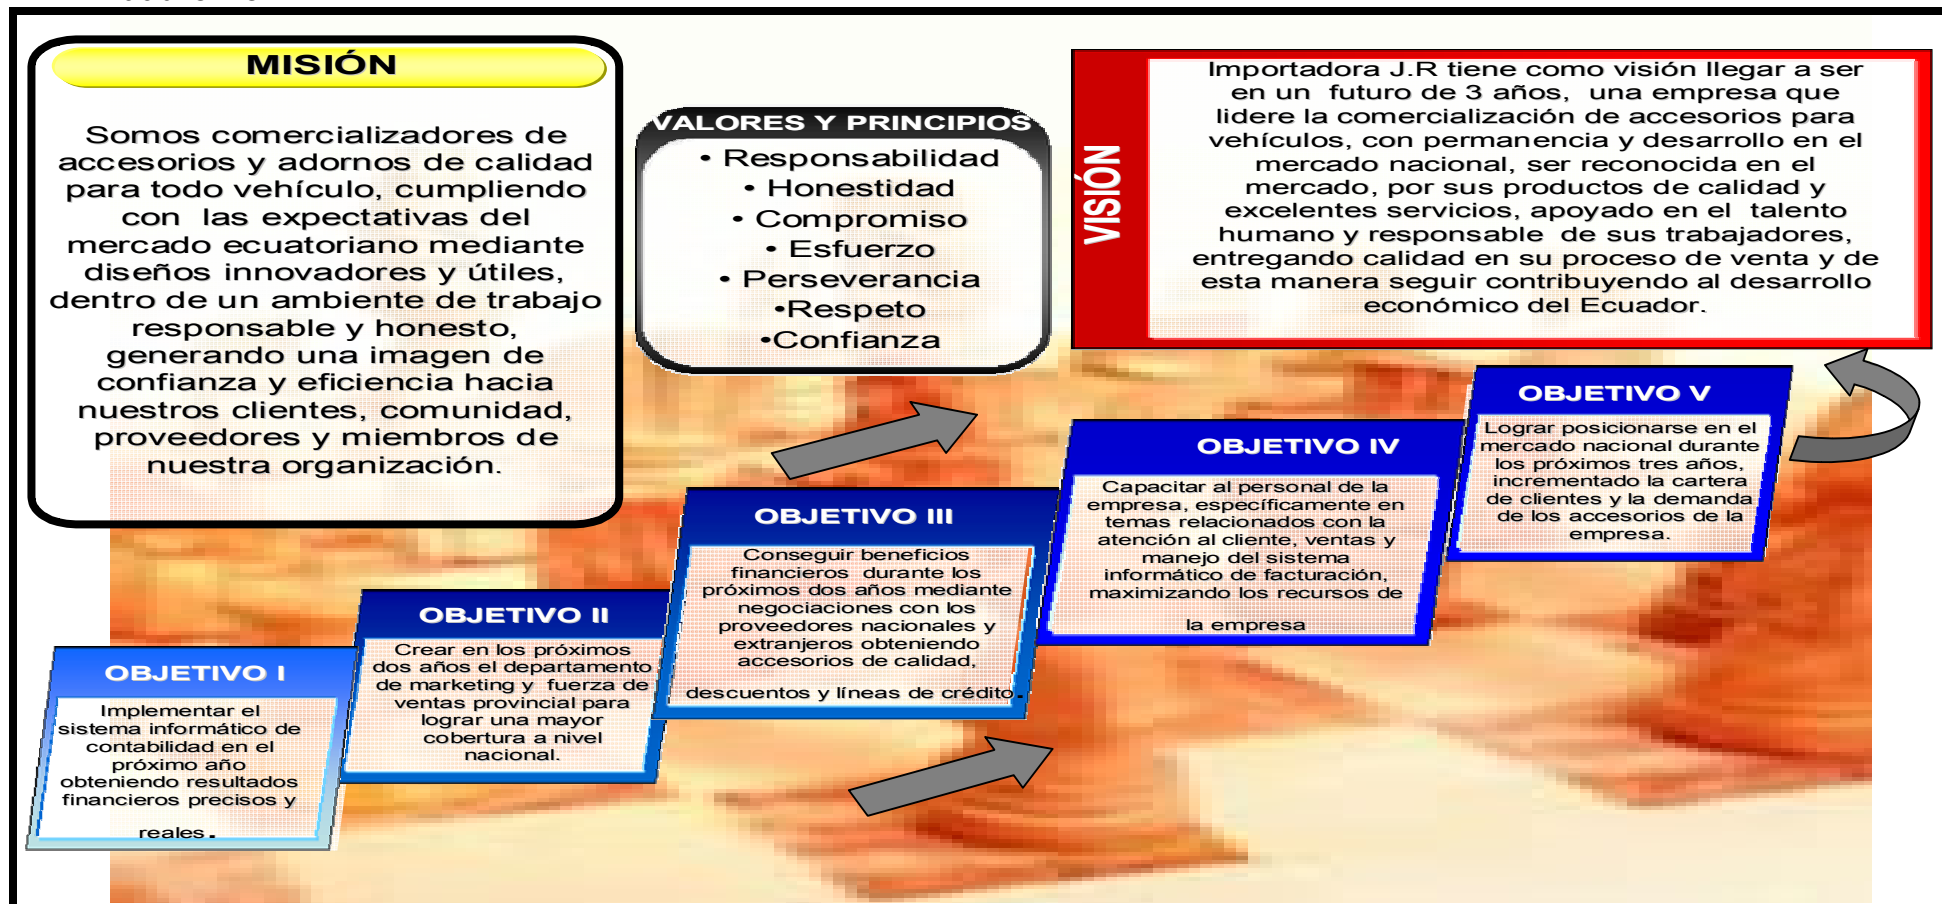 MISIÓN
Somos comercializadores de
accesorios y adornos de calidad
para todo vehículo, cumpliendo
con las expectativas del
mercado ecuatoriano mediante
diseños innovadores y útiles,
dentro de un ambiente de trabajo
responsable y honesto,
generando una imagen de
confianza y eficiencia hacia
nuestros clientes, comunidad,
proveedores y miembros de
nuestra organización.
VALORES Y PRINCIPIOS
• Responsabilidad
• Honestidad
• Compromiso
• Esfuerzo
• Perseverancia
•Respeto
•Confianza
VISIÓN
Importadora J.R tiene como visión llegar a ser
en un futuro de 3 años, una empresa que
lidere la comercialización de accesorios para
vehículos, con permanencia y desarrollo en el
mercado nacional, ser reconocida en el
mercado, por sus productos de calidad y
excelentes servicios, apoyado en el talento
humano y responsable de sus trabajadores,
entregando calidad en su proceso de venta y de
esta manera seguir contribuyendo al desarrollo
económico del Ecuador.
OBJETIVO I
Implementar el
sistema informático de
contabilidad en el
próximo año
obteniendo resultados
financieros precisos y
reales.
OBJETIVO II
Crear en los próximos
dos años el departamento
de marketing y fuerza de
ventas provincial para
lograr una mayor
cobertura a nivel
nacional.
OBJETIVO III
Conseguir beneficios
financieros durante los
próximos dos años mediante
negociaciones con los
proveedores nacionales y
extranjeros obteniendo
accesorios de calidad,
descuentos y líneas de crédito.
OBJETIVO IV
Capacitar al personal de la
empresa, específicamente en
temas relacionados con la
atención al cliente, ventas y
manejo del sistema
informático de facturación,
maximizando los recursos de
la empresa
OBJETIVO V
Lograr posicionarse en el
mercado nacional durante
los próximos tres años,
incrementado la cartera
de clientes y la demanda
de los accesorios de la
empresa.